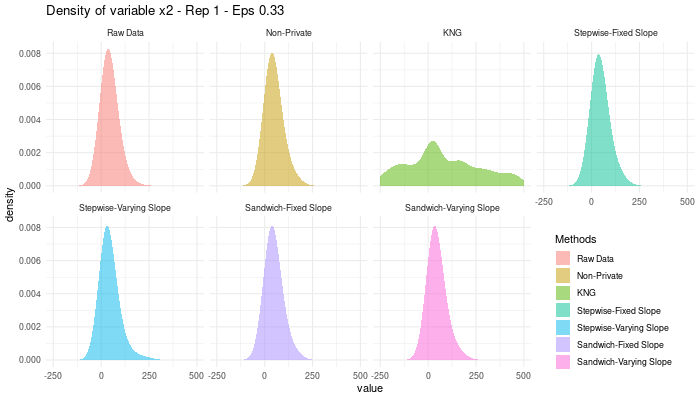 Density of variable x2 - Rep 1 - Eps 0.33
Raw Data
Non-Private
KNG
Stepwise-Fixed Slope
0.008
0.006
0.004
0.002
0.000
-250 0 250 500
Stepwise-Varying Slope
Sandwich-Fixed Slope
Sandwich-Varying Slope
0.008
0.006
0.004
0.002
0.000
-250 0 250 500
-250 0 250 500
-250 0 250 500
density
value
Methods
Raw Data
Non-Private
KNG
Stepwise-Fixed Slope
Stepwise-Varying Slope
Sandwich-Fixed Slope
Sandwich-Varying Slope